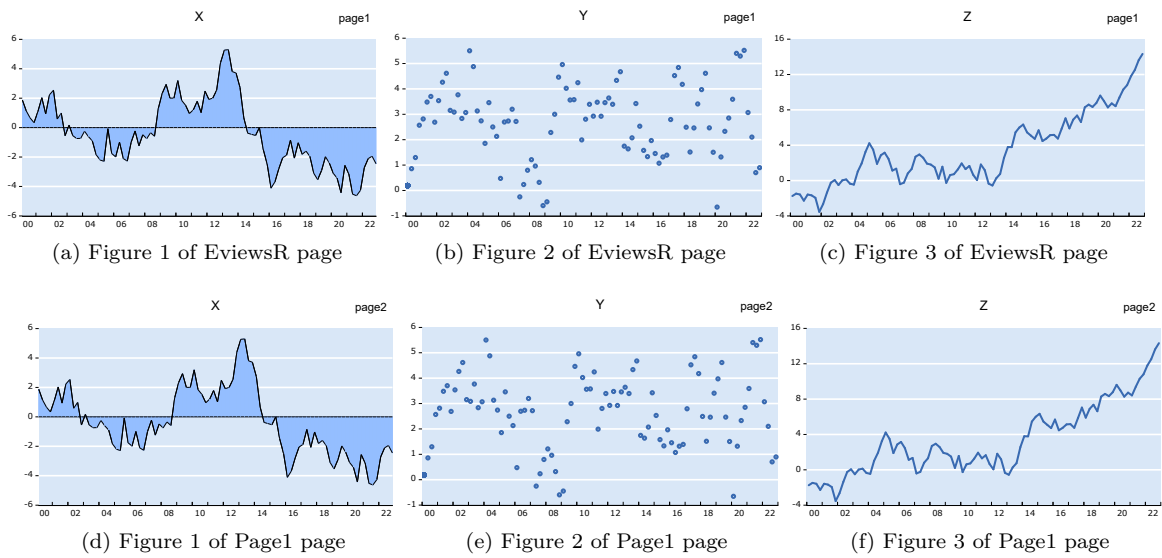 X page1
6
4
2
0
-2
-4
-6
00 02 04 06 08 10 12 14 16 18 20 22
(a) Figure 1 of EviewsR page
Y page1
6
5
4
3
2
1
0
-1
00 02 04 06 08 10 12 14 16 18 20 22
(b) Figure 2 of EviewsR page
Z page1
16
12
8
4
0
-4
00 02 04 06 08 10 12 14 16 18 20 22
(c) Figure 3 of EviewsR page
X page2
6
4
2
0
-2
-4
-6
00 02 04 06 08 10 12 14 16 18 20 22
(d) Figure 1 of Page1 page
Y page2
6
5
4
3
2
1
0
-1
00 02 04 06 08 10 12 14 16 18 20 22
(e) Figure 2 of Page1 page
Z page2
16
12
8
4
0
-4
00 02 04 06 08 10 12 14 16 18 20 22
(f) Figure 3 of Page1 page